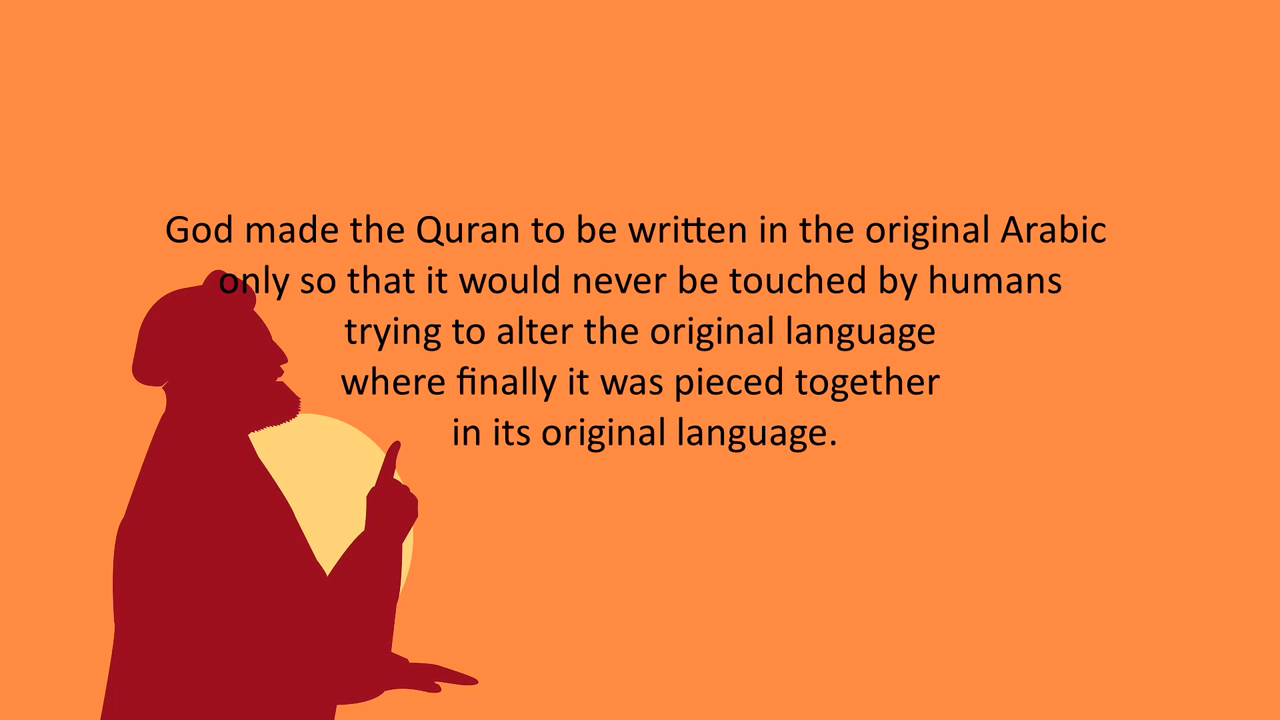 God made the Quran to be written in the original Arabic
only so that it would never be touched by humans
trying to alter the original language
where finally it was pieced together
in its original language.